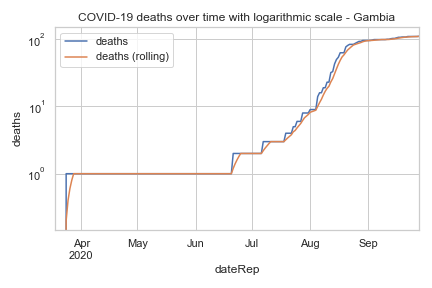 COVID-19 deaths over time with logarithmic scale - Gambia
deaths
deaths (rolling)
10²
10¹
10⁰
deaths
Apr
2020
May
Jun
Jul
Aug
Sep
dateRep